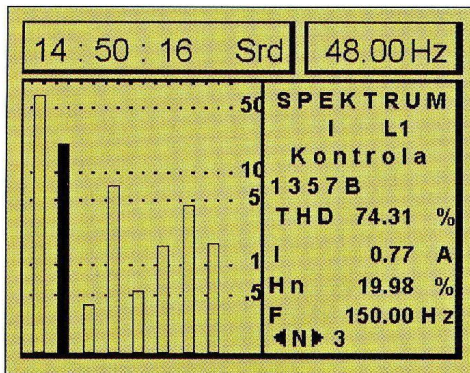 14 : 50 : 16 Srd
48.00 Hz
50
10
5
1
.5
SPEKTRUM
I L1
Kontrola
1357B
THD 74.31 %
I 0.77 A
Hn 19.98 %
F 150.00 Hz
◀N▶ 3